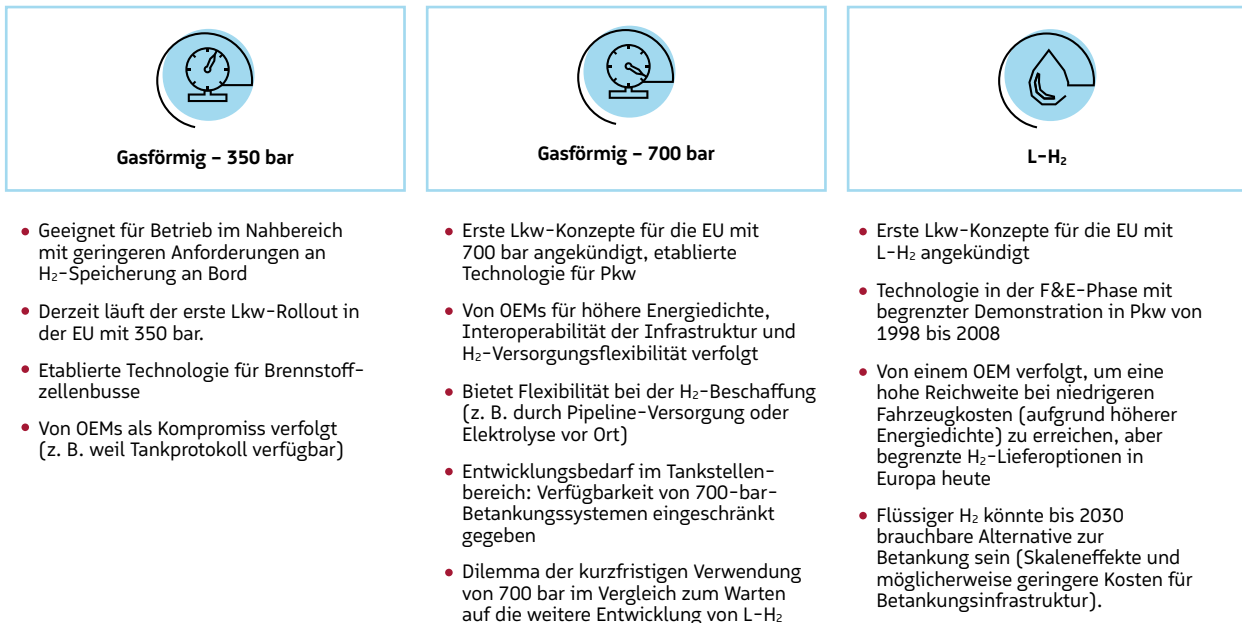 Gasförmig – 350 bar
• Geeignet für Betrieb im Nahbereich
mit geringeren Anforderungen an
H₂-Speicherung an Bord
• Derzeit läuft der erste Lkw-Rollout in
der EU mit 350 bar.
• Etablierte Technologie für Brennstoff-
zellenbusse
• Von OEMs als Kompromiss verfolgt
(z. B. weil Tankprotokoll verfügbar)
Gasförmig – 700 bar
• Erste Lkw-Konzepte für die EU mit
700 bar angekündigt, etablierte
Technologie für Pkw
• Von OEMs für höhere Energiedichte,
Interoperabilität der Infrastruktur und
H₂-Versorgungsflexibilität verfolgt
• Bietet Flexibilität bei der H₂-Beschaffung
(z. B. durch Pipeline-Versorgung oder
Elektrolyse vor Ort)
• Entwicklungsbedarf im Tankstellen-
bereich: Verfügbarkeit von 700-bar-
Betankungssystemen eingeschränkt
gegeben
• Dilemma der kurzfristigen Verwendung
von 700 bar im Vergleich zum Warten
auf die weitere Entwicklung von L-H₂
L-H₂
• Erste Lkw-Konzepte für die EU mit
L-H₂ angekündigt
• Technologie in der F&E-Phase mit
begrenzter Demonstration in Pkw von
1998 bis 2008
• Von einem OEM verfolgt, um eine
hohe Reichweite bei niedrigeren
Fahrzeugkosten (aufgrund höherer
Energiedichte) zu erreichen, aber
begrenzte H₂-Lieferoptionen in
Europa heute
• Flüssiger H₂ könnte bis 2030
brauchbare Alternative zur
Betankung sein (Skaleneffekte und
möglicherweise geringere Kosten für
Betankungsinfrastruktur).